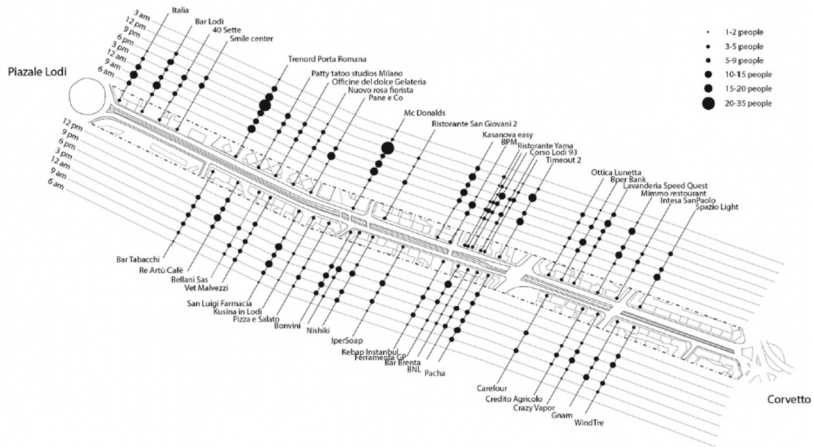 3 am
12 pm
9 pm
6 pm
3 pm
12 am
9 am
6 am
Italia
Bar Lodi
40 Sette
Smile center
Trenord Porta Romana
Patty tatoo studios Milano
Officine del dolce Gelateria
Nuovo rosa fiorista
Pane e Co
Mc Donalds
Ristorante San Giovani 2
Kasanova easy
BPM
Ristorante Yama
Corso Lodi 93
Timeout 2
Ottica Lunetta
Bper Bank
Lavanderia Speed Quest
Mimmo restourant
Intesa SanPaolo
Spazio Light
1-2 people
3-5 people
5-9 people
10-15 people
15-20 people
20-35 people
Piazale Lodi
12 pm
9 pm
6 pm
3 pm
12 am
9 am
6 am
Bar Tabacchi
Re Artù Cafè
Bellani Sas
Vet Malvezzi
San Luigi Farmacia
Kusina in Lodi
Pizza e Salato
Bonvini
Nishiki
IperSoap
Kebap Instanbul
Ferramenta GP
Bar Brenta
BNL
Pacha
Carefour
Credito Agricolo
Crazy Vapor
Gnam
WindTre
Corvetto